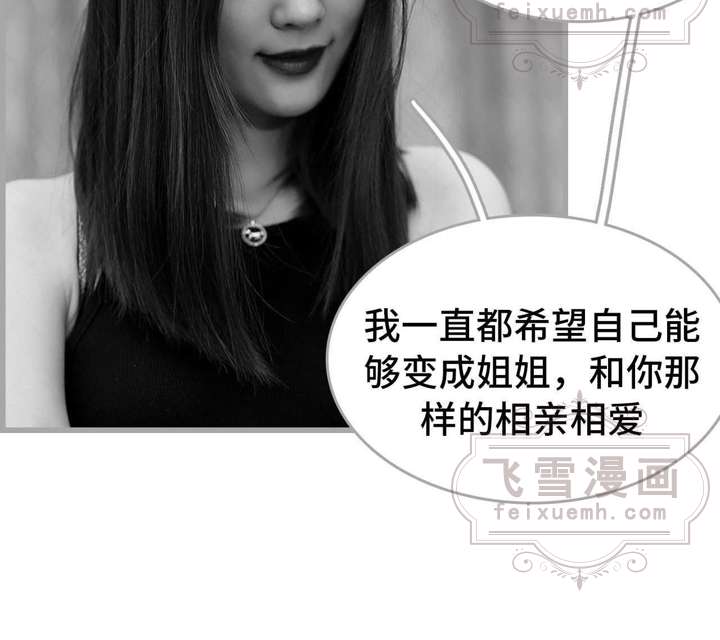 feixuemh.com
我一直都希望自己能
够变成姐姐，和你那
样的相亲相爱
飞雪漫画
feixuemh.com